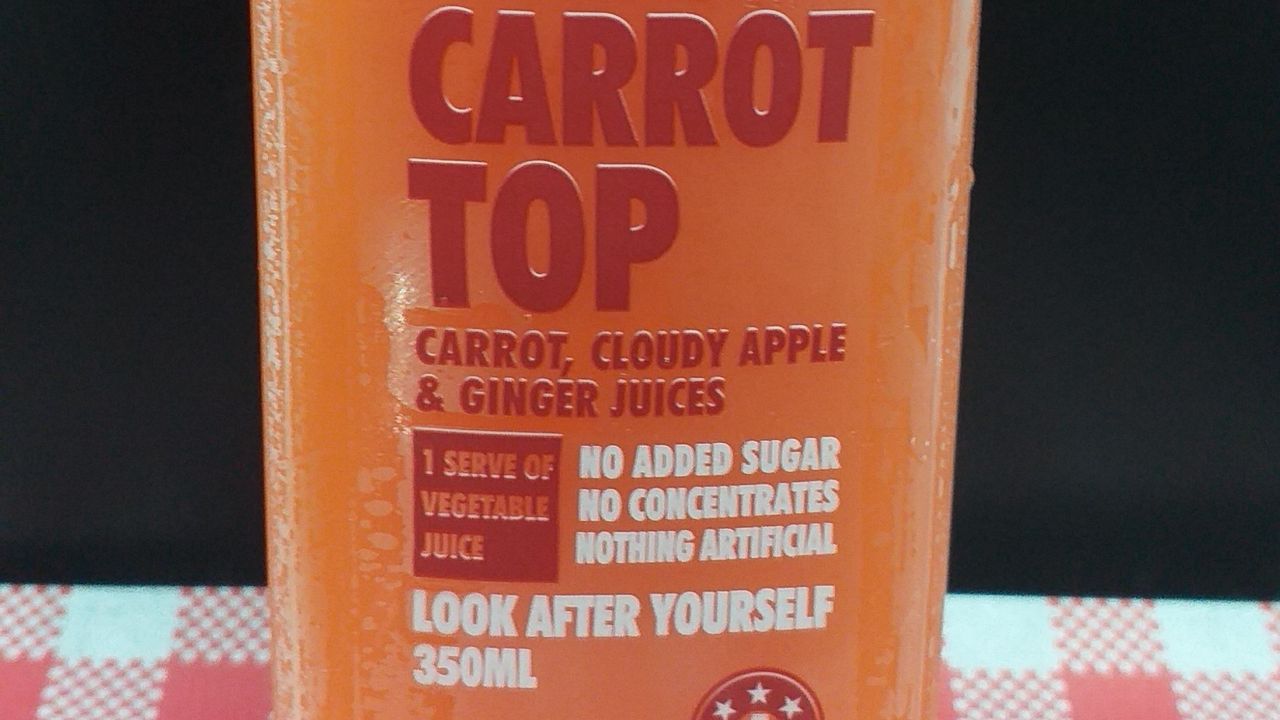 CARROT
TOP
CARROT, CLOUDY APPLE
& GINGER JUICES
1 SERVE OF
VEGETABLE
JUICE
NO ADDED SUGAR
NO CONCENTRATES
NOTHING ARTIFICIAL
LOOK AFTER YOURSELF
350ML